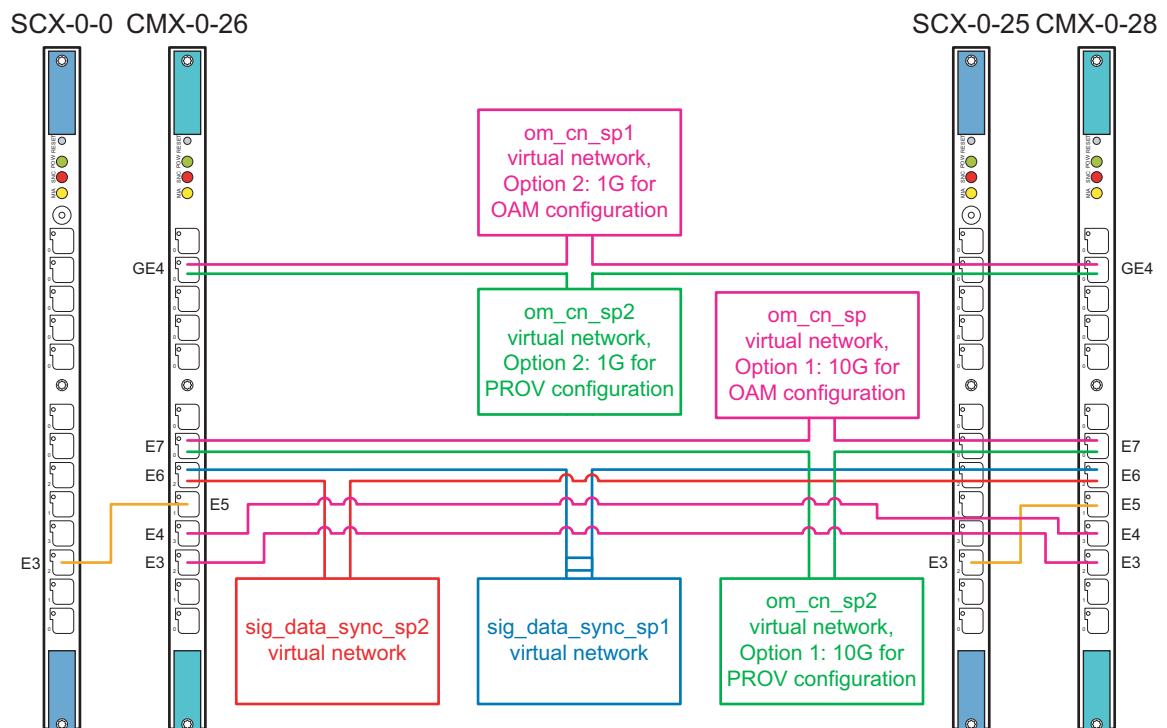 SCX-0-0 CMX-0-26
SCX-0-25 CMX-0-28
RESET
POW
SNC
N/A
om_cn_sp1
virtual network,
Option 2: 1G for
OAM configuration
GE4
GE4
om_cn_sp2
virtual network,
Option 2: 1G for
PROV configuration
om_cn_sp
virtual network,
Option 1: 10G for
OAM configuration
E7
E7
E6
E6
E5
E5
E4
E4
E3
E3
E3
E3
sig_data_sync_sp2
virtual network
sig_data_sync_sp1
virtual network
om_cn_sp2
virtual network,
Option 1: 10G for
PROV configuration